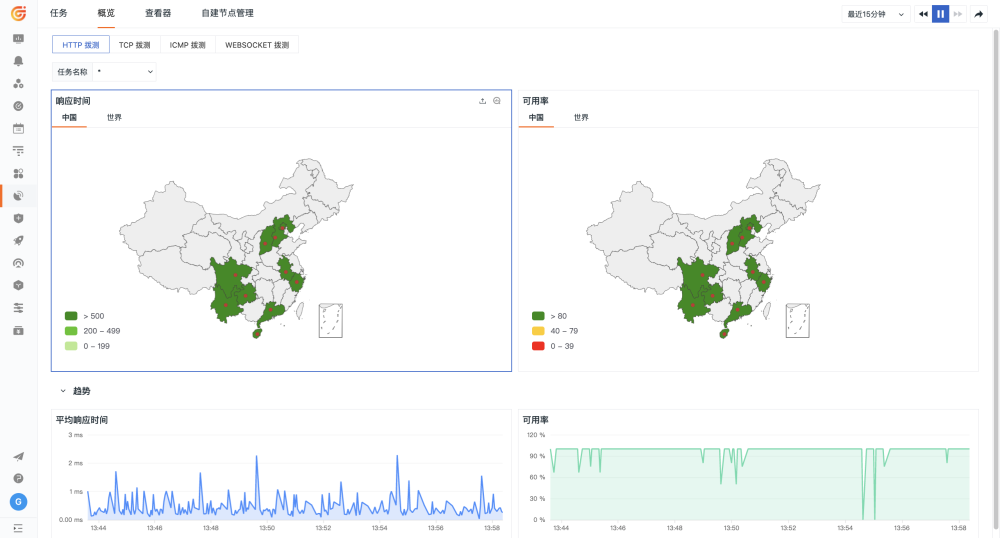 任务 概览 查看器 自建节点管理 最近15分钟
HTTP 拨测 TCP 拨测 ICMP 拨测 WEBSOCKET 拨测
任务名称 *
响应时间
中国 世界
> 500
200 – 499
0 – 199
可用率
中国 世界
> 80
40 – 79
0 – 39
趋势
平均响应时间
3 ms
2 ms
1 ms
0.00 ms
13:44 13:46 13:48 13:50 13:52 13:54 13:56 13:58
可用率
120 %
90 %
60 %
30 %
0 %
13:44 13:46 13:48 13:50 13:52 13:54 13:56 13:58
G